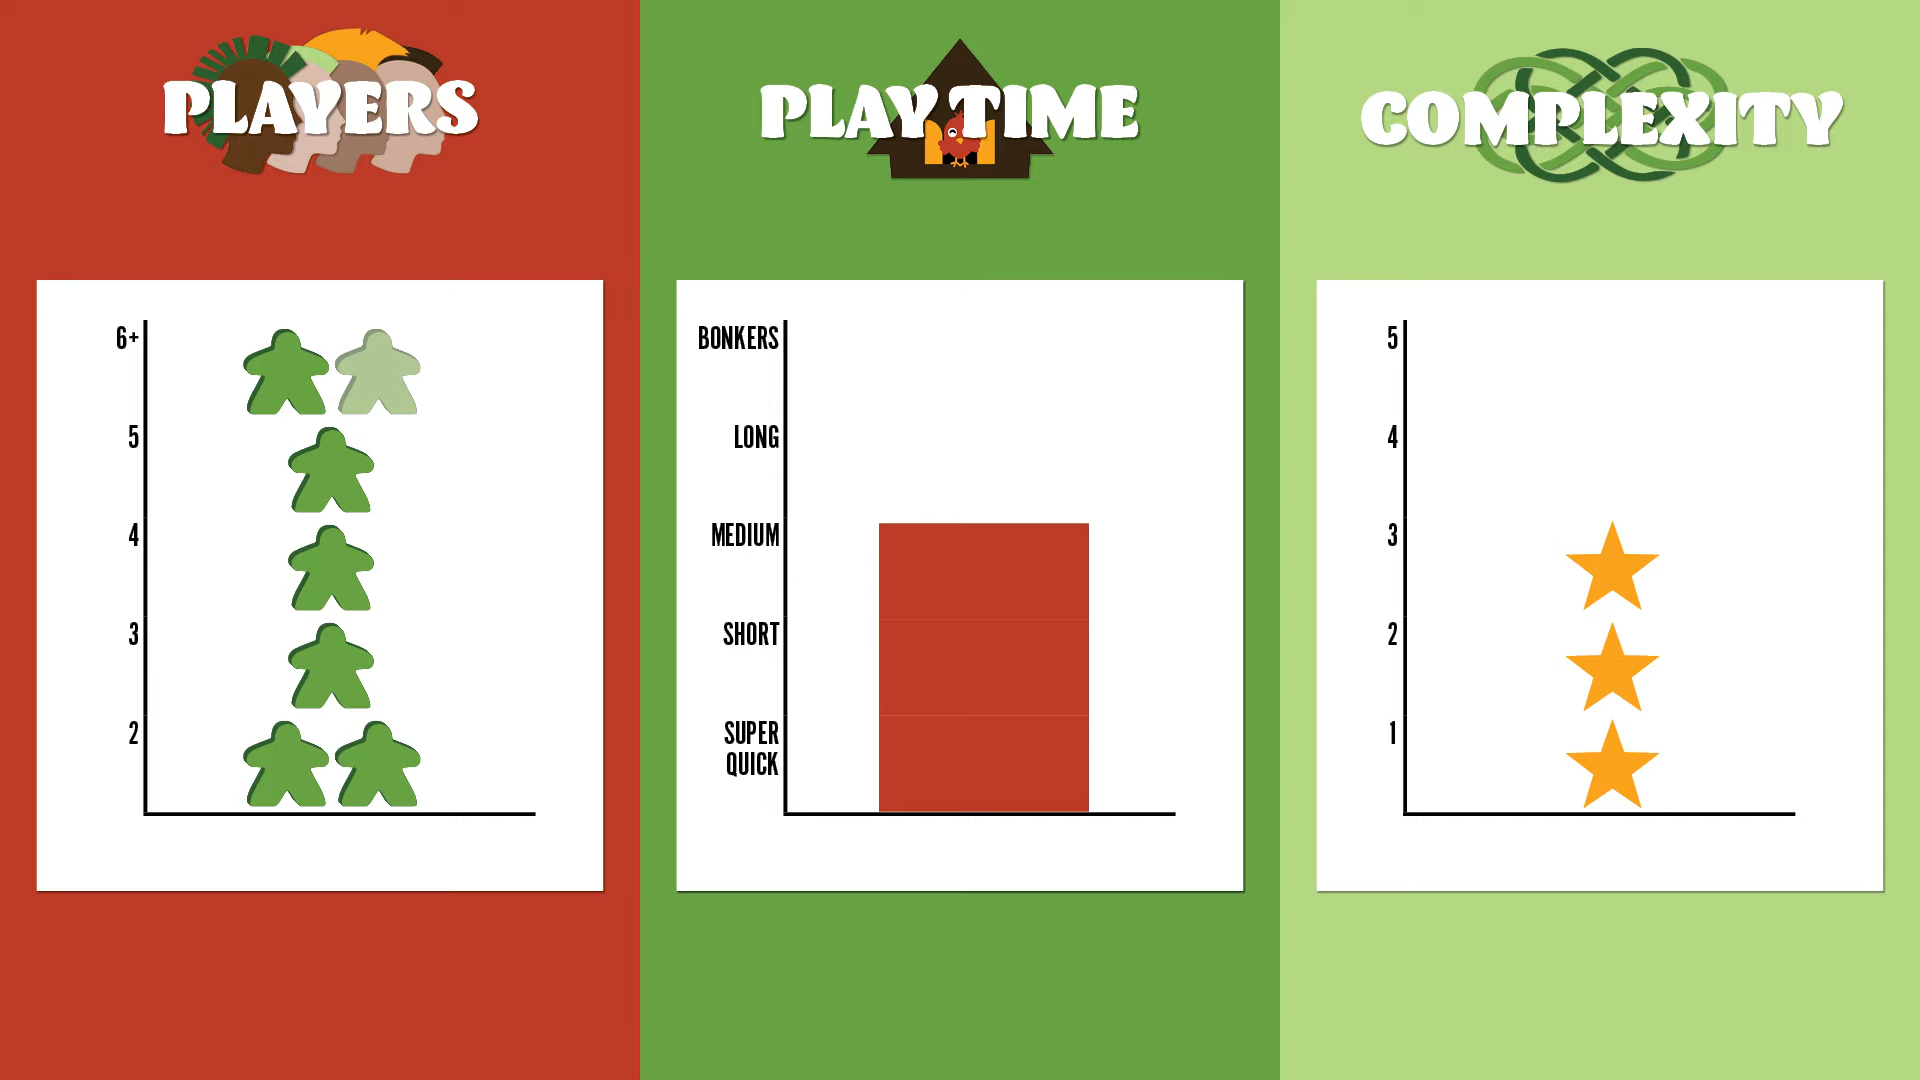 PLAYERS
6+
5
4
3
2
PLAY TIME
BONKERS
LONG
MEDIUM
SHORT
SUPER
QUICK
COMPLEXITY
5
4
3
2
1